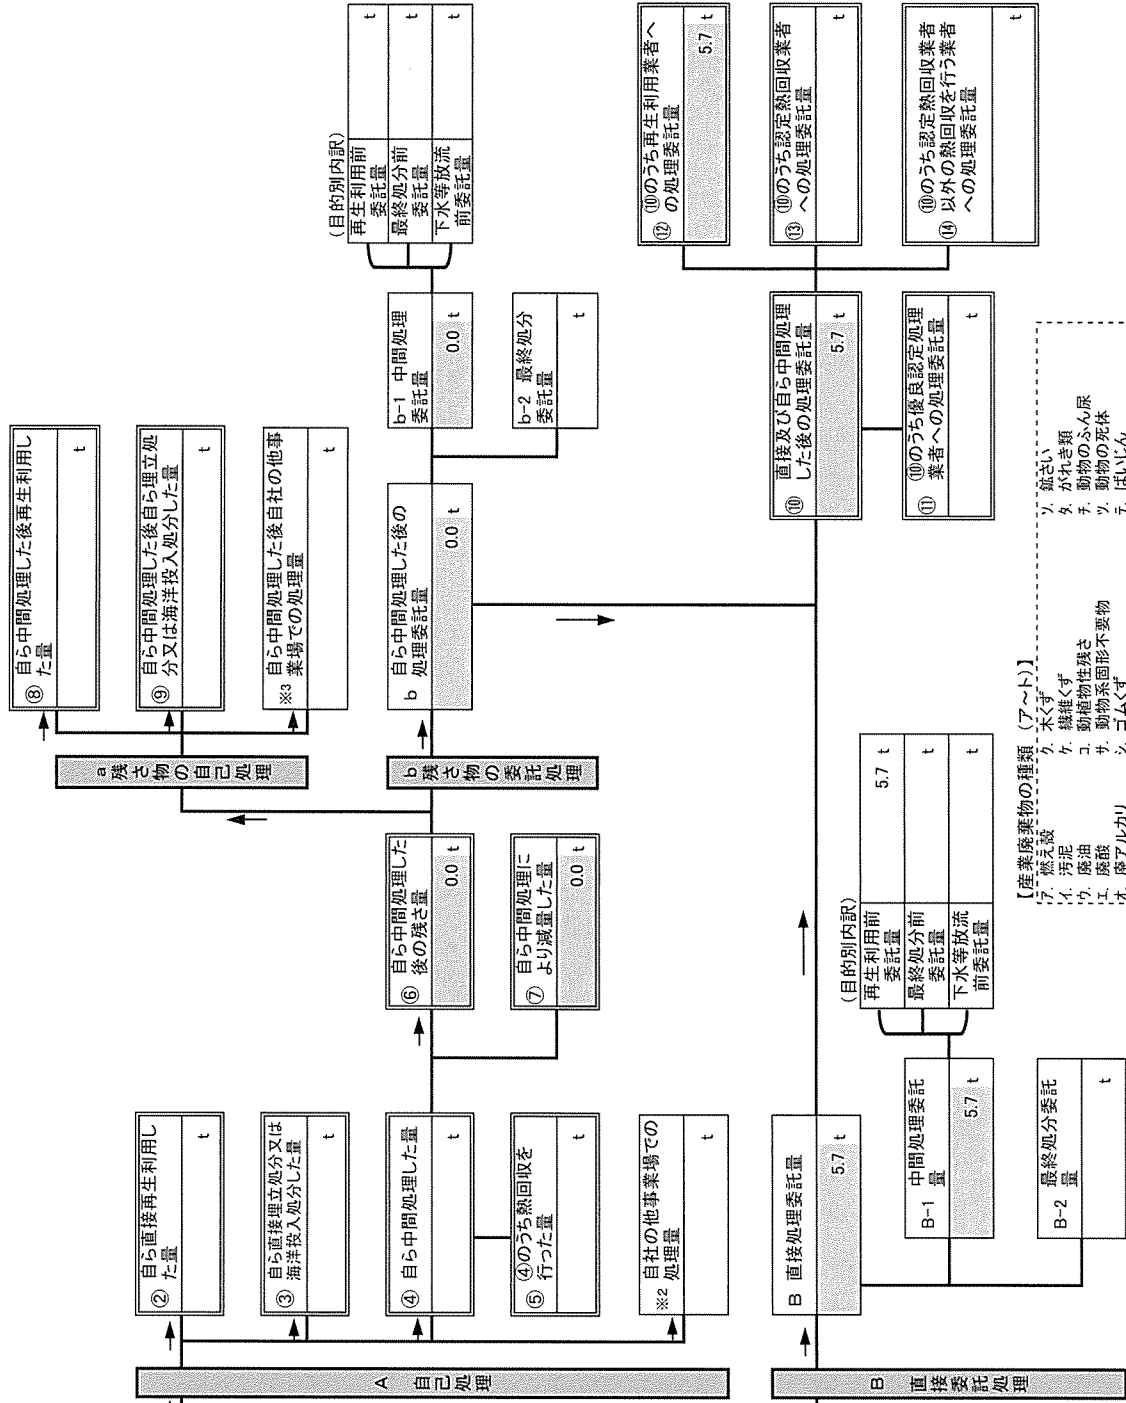 A 自己処理
② 自ら直接再生利用し
た量
t
③ 自ら直接埋立処分又は
海洋投入処分した量
t
④ 自ら中間処理した量
t
⑤ ④のうち熱回収を
行った量
t
※2 自社の他事業場での
処理量
t
⑥ 自ら中間処理した
後の残さ量
0.0 t
⑦ 自ら中間処理に
より減量した量
0.0 t
a 残さ物の自己処理
⑧ 自ら中間処理した後再生利用し
た量
t
⑨ 自ら中間処理した後自ら埋立処
分又は海洋投入処分した量
t
※3 自ら中間処理した後自社の他事
業場での処理量
t
b 残さ物の委託処理
b 自ら中間処理した後の
処理委託量
0.0 t
b-1 中間処理
委託量
0.0 t
b-2 最終処分
委託量
t
(目的別内訳)
再生利用前
委託量
t
最終処分前
委託量
t
下水等放流
前委託量
t
B 直接委託処理
B 直接処理委託量
5.7 t
B-1 中間処理委託
量
5.7 t
B-2 最終処分委託
量
t
(目的別内訳)
再生利用前
委託量
5.7 t
最終処分前
委託量
t
下水等放流
前委託量
t
⑩ 直接及び自ら中間処理
した後の処理委託量
5.7 t
⑪ ⑩のうち優良認定処理
業者への処理委託量
t
⑫ ⑩のうち再生利用業者へ
の処理委託量
5.7 t
⑬ ⑩のうち認定熱回収業者
への処理委託量
t
⑭ ⑩のうち認定熱回収業者
以外の熱回収を行う業者
への処理委託量
t
【産業廃棄物の種類 (ア~ト)】
ア. 燃え殻 ク. 木くず ソ. 鉱さい
イ. 汚泥 ケ. 繊維くず タ. がれき類
ウ. 廃油 コ. 動植物性残さ チ. 動物のふん尿
エ. 廃酸 サ. 動物系固形不要物 ツ. 動物の死体
オ. 廃アルカリ シ. ゴムくず テ. ばいじん